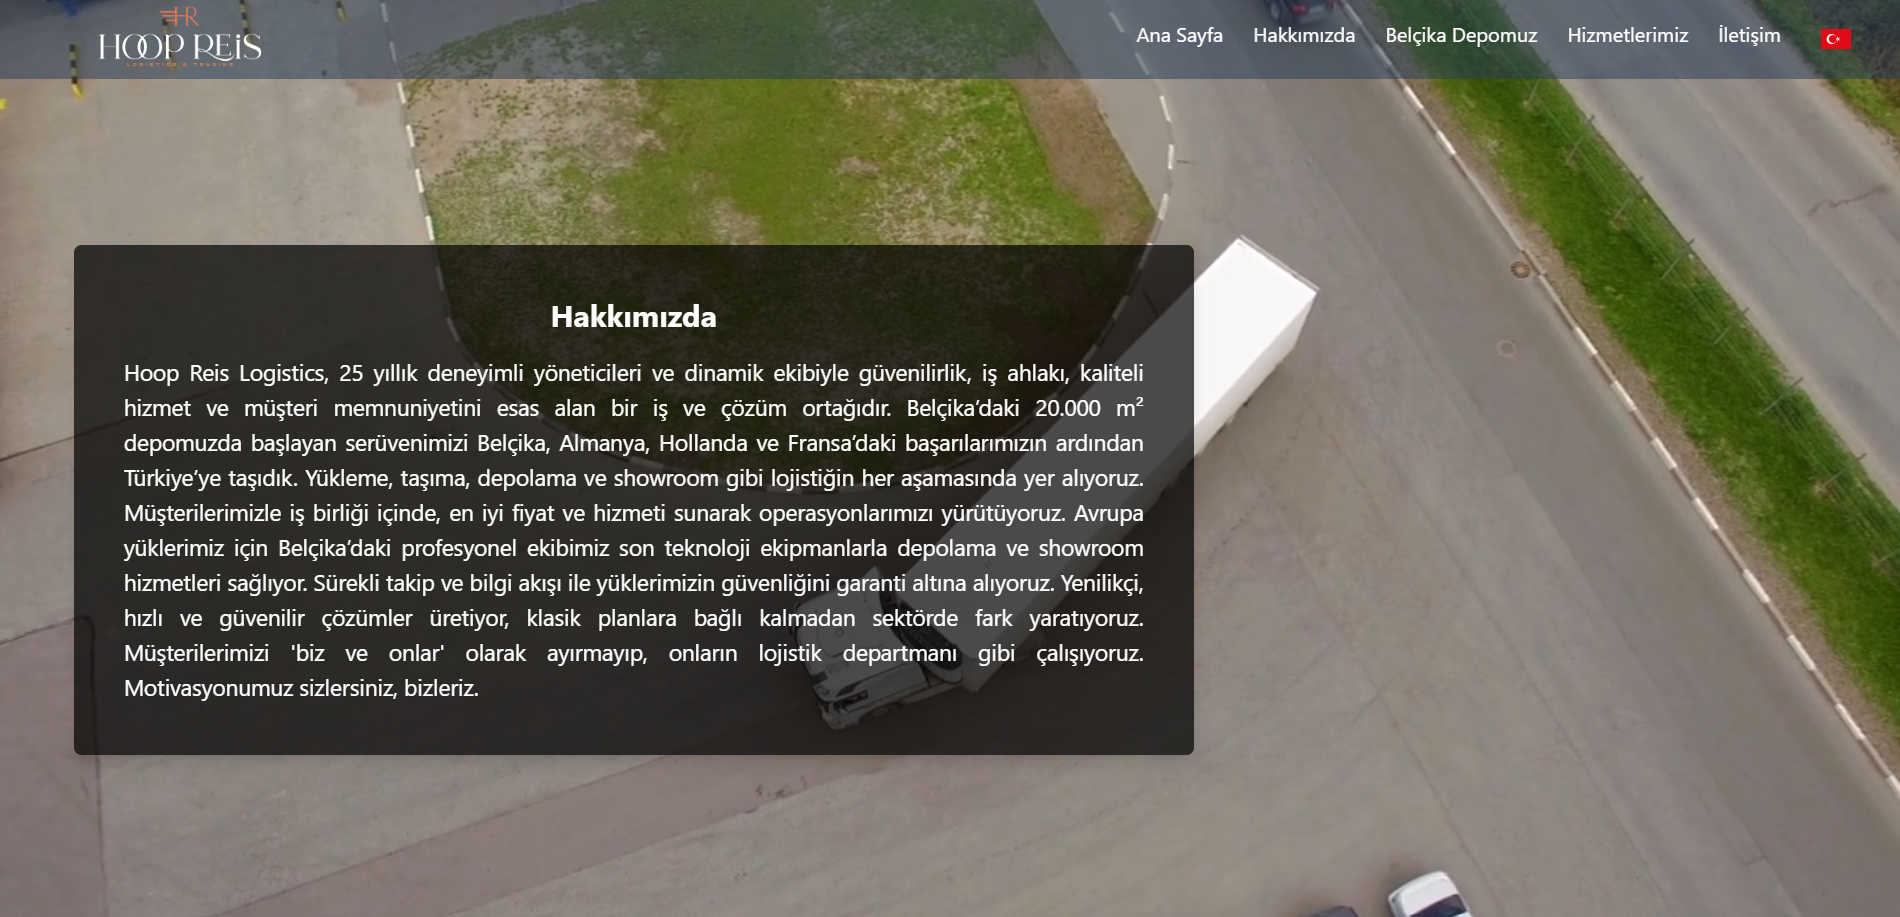 HR
HOOP REiS
LOGISTICS & TRADING
Ana Sayfa Hakkımızda Belçika Depomuz Hizmetlerimiz İletişim
Hakkımızda
Hoop Reis Logistics, 25 yıllık deneyimli yöneticileri ve dinamik ekibiyle güvenilirlik, iş ahlakı, kaliteli
hizmet ve müşteri memnuniyetini esas alan bir iş ve çözüm ortağıdır. Belçika’daki 20.000 m²
depomuzda başlayan serüvenimizi Belçika, Almanya, Hollanda ve Fransa’daki başarılarımızın ardından
Türkiye’ye taşıdık. Yükleme, taşıma, depolama ve showroom gibi lojistiğin her aşamasında yer alıyoruz.
Müşterilerimizle iş birliği içinde, en iyi fiyat ve hizmeti sunarak operasyonlarımızı yürütüyoruz. Avrupa
yüklerimiz için Belçika’daki profesyonel ekibimiz son teknoloji ekipmanlarla depolama ve showroom
hizmetleri sağlıyor. Sürekli takip ve bilgi akışı ile yüklerimizin güvenliğini garanti altına alıyoruz. Yenilikçi,
hızlı ve güvenilir çözümler üretiyor, klasik planlara bağlı kalmadan sektörde fark yaratıyoruz.
Müşterilerimizi 'biz ve onlar' olarak ayırmayıp, onların lojistik departmanı gibi çalışıyoruz.
Motivasyonumuz sizlersiniz, bizleriz.